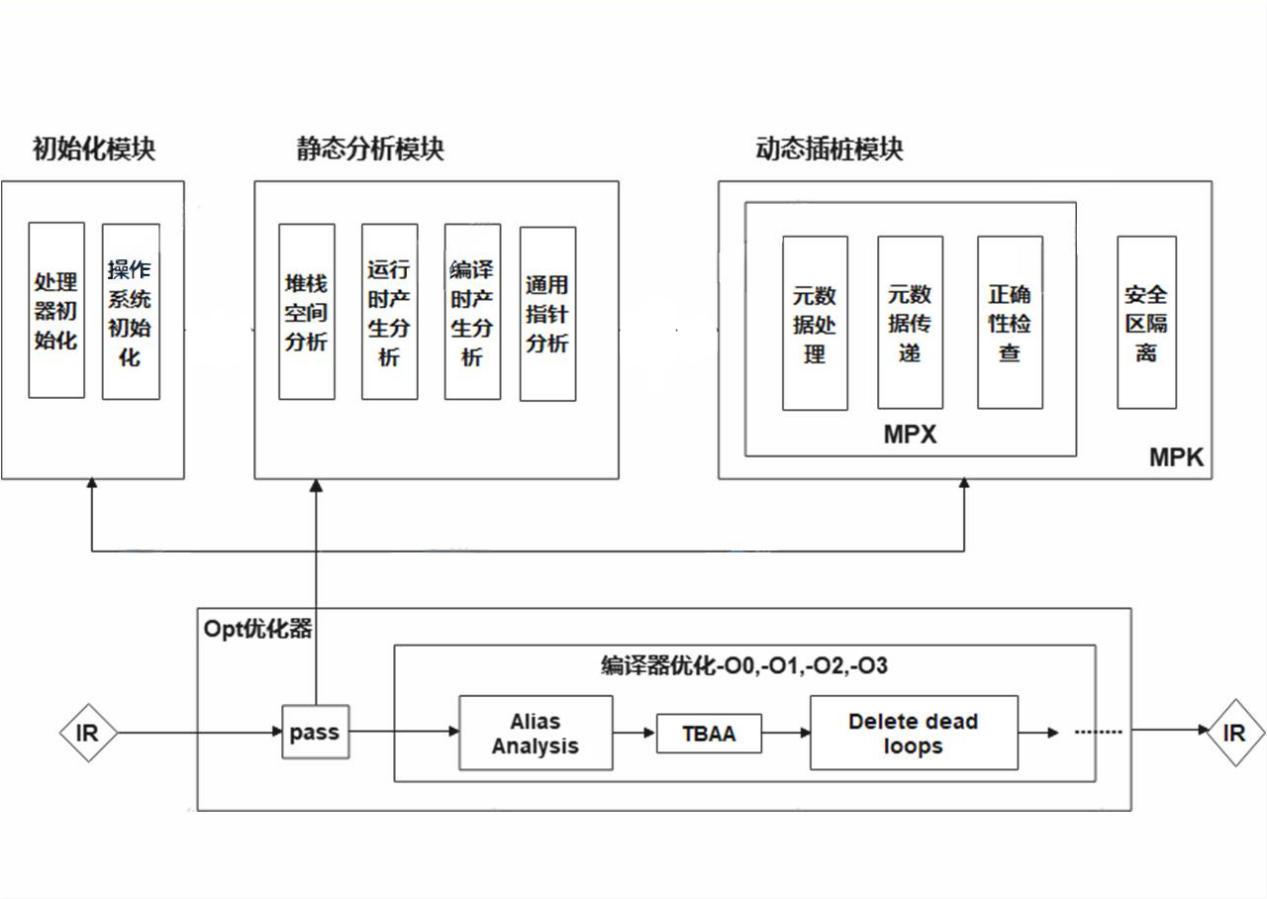 初始化模块
静态分析模块
动态插桩模块
处理
器初
始化
操作
系统
初始
化
堆栈
空间
分析
运行
时产
生分
析
编译
时产
生分
析
通用
指针
分析
元数
据处
理
元数
据传
递
正确
性检
查
安全
区隔
离
MPX
MPK
Opt优化器
编译器优化-O0,-O1,-O2,-O3
IR
pass
Alias
Analysis
TBAA
Delete dead
loops
IR